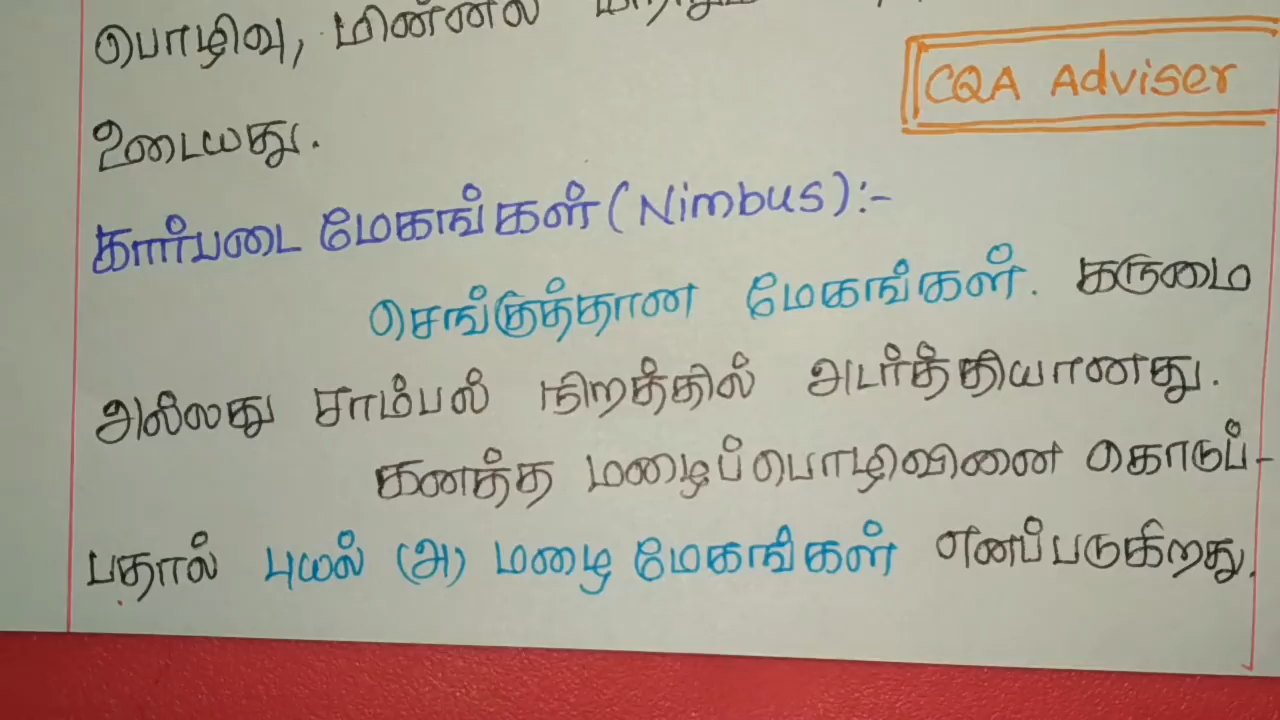 பொழிவு, மின்னல்
CQA Adviser
உடையது.
கார்படை மேகங்கள் (Nimbus):-
செங்குத்தான மேகங்கள். கருமை
அல்லது சாம்பல் நிறத்தில் அடர்த்தியானது.
கனத்த மழைப்பொழிவினை கொடுப்-
பதால் புயல் (அ) மழை மேகங்கள் எனப்படுகிறது.